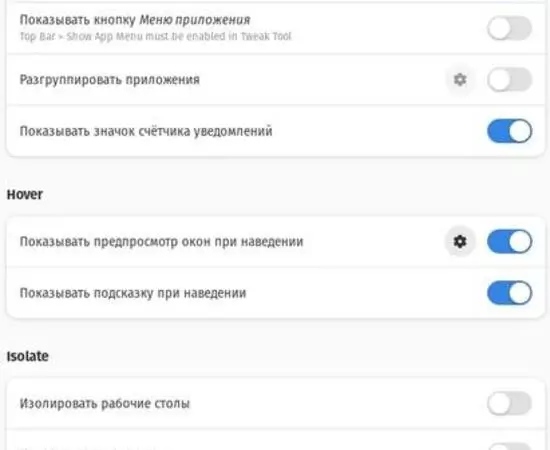 Показывать кнопку Меню приложения
Top Bar > Show App Menu must be enabled in Tweak Tool
Разгруппировать приложения
Показывать значок счётчика уведомлений
Hover
Показывать предпросмотр окон при наведении
Показывать подсказку при наведении
Isolate
Изолировать рабочие столы